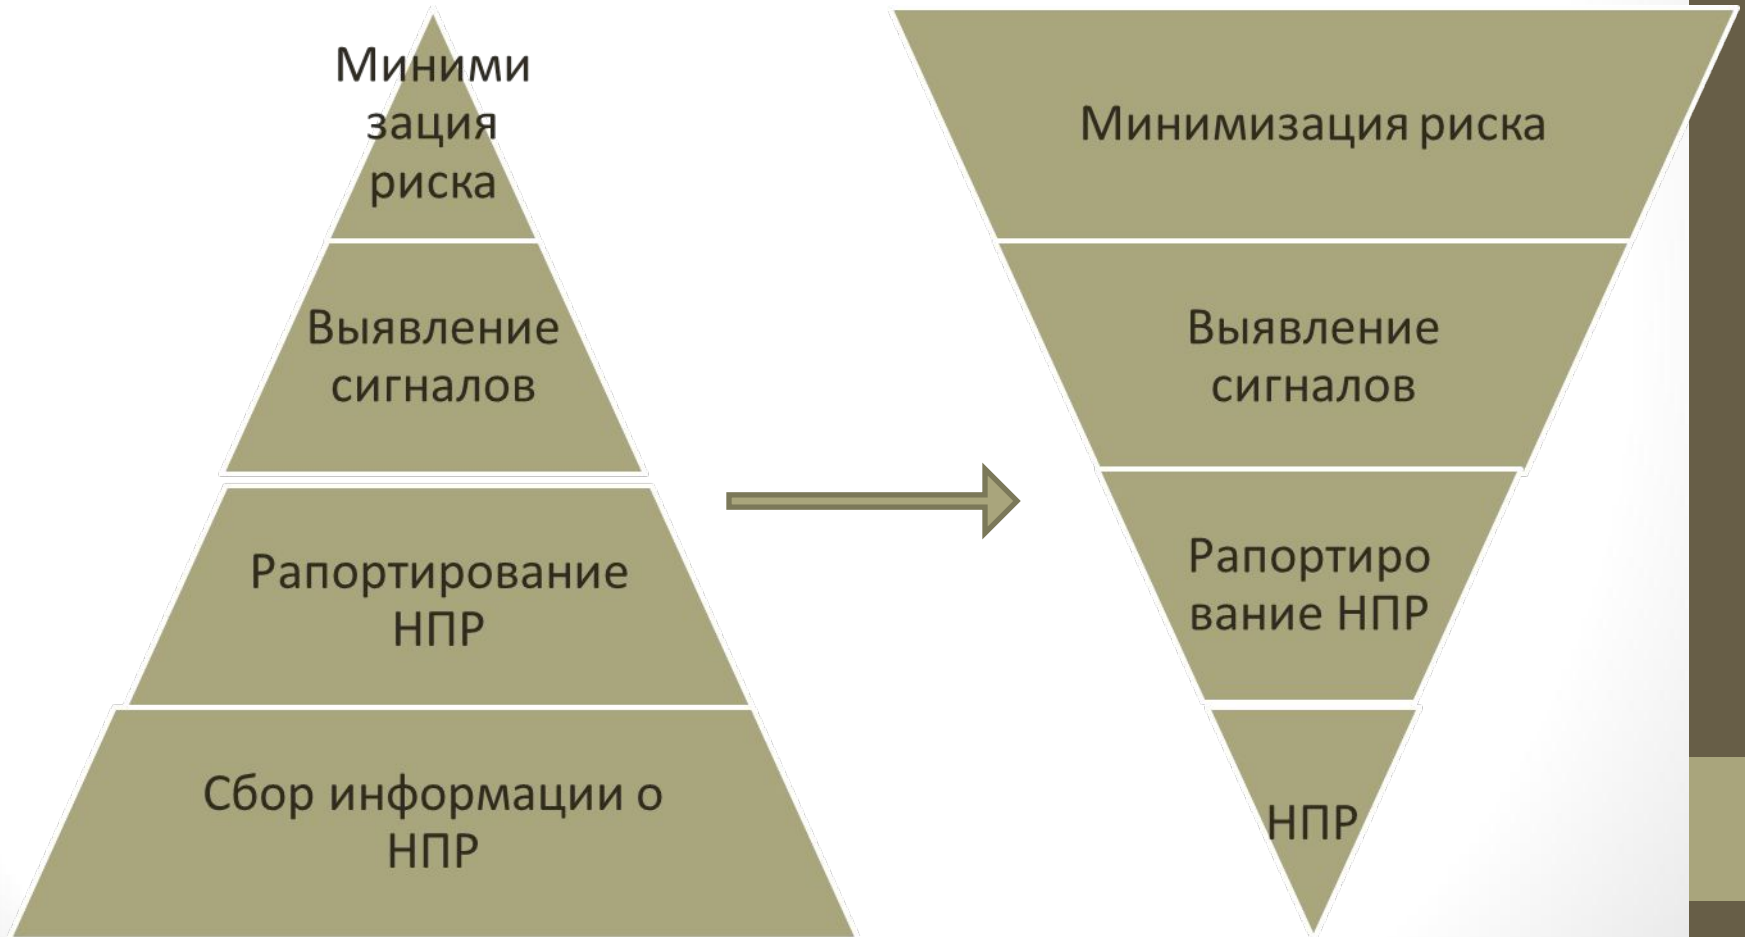 Миними
зация
риска
Выявление
сигналов
Рапортирование
НПР
Сбор информации о
НПР
Минимизация риска
Выявление
сигналов
Рапортиро
вание НПР
НПР